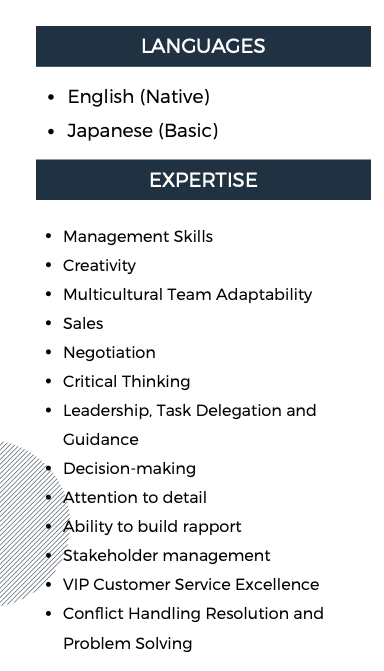 LANGUAGES
• English (Native)
• Japanese (Basic)
EXPERTISE
• Management Skills
• Creativity
• Multicultural Team Adaptability
• Sales
• Negotiation
• Critical Thinking
• Leadership, Task Delegation and
Guidance
• Decision-making
• Attention to detail
• Ability to build rapport
• Stakeholder management
• VIP Customer Service Excellence
• Conflict Handling Resolution and
Problem Solving